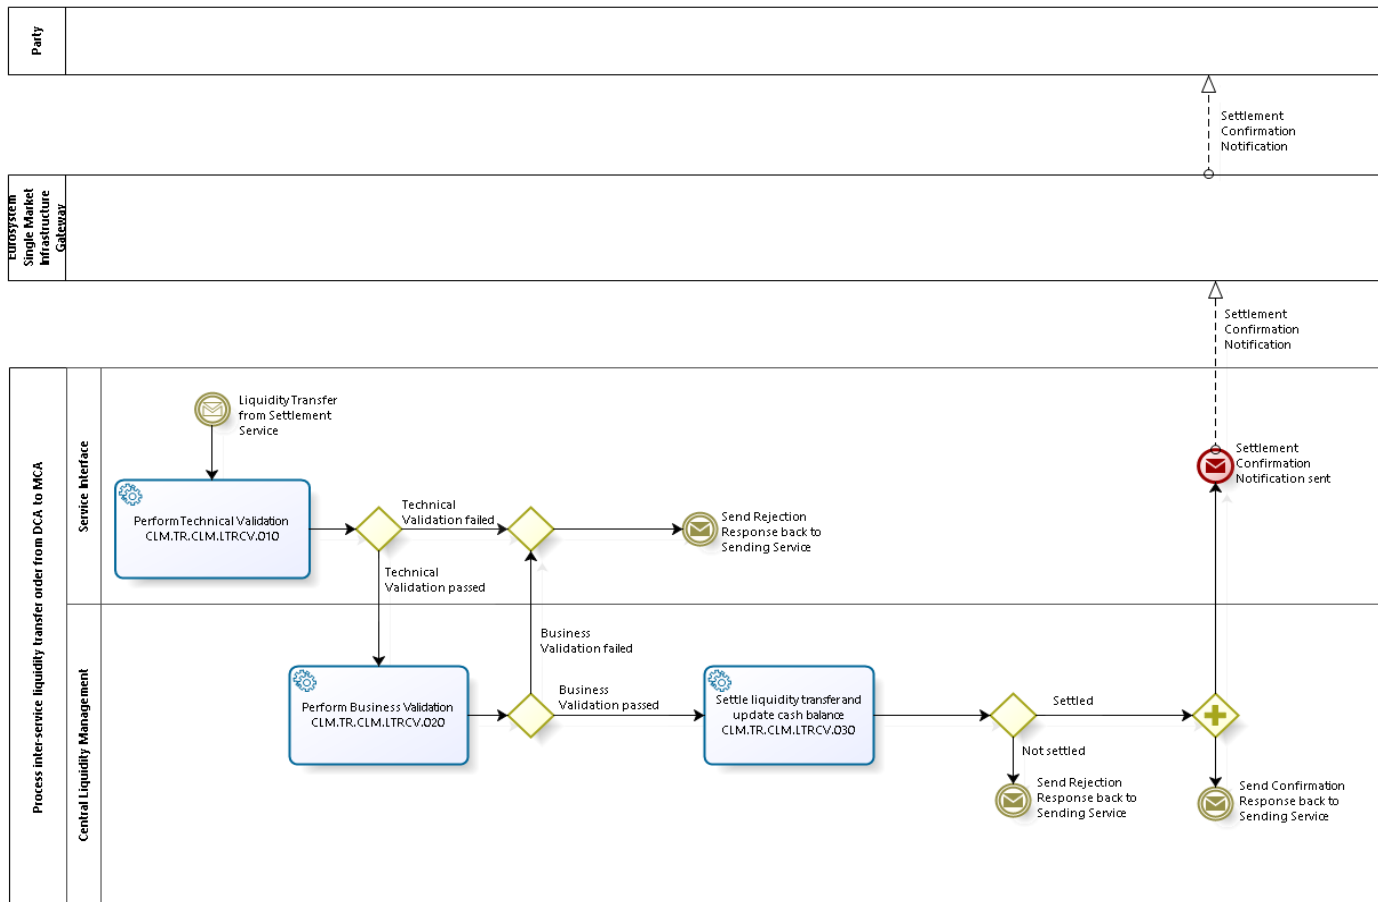 Party
Settlement
Confirmation
Notification
Eurosystem
Single Market
Infrastructure
Gateway
Settlement
Confirmation
Notification
Process inter-service liquidity transfer order from DCA to MCA
Service Interface
Liquidity Transfer
from Settlement
Service
Perform Technical Validation
CLM.TR.CLM.LTRCV.010
Technical
Validation failed
Technical
Validation passed
Send Rejection
Response back to
Sending Service
Settlement
Confirmation
Notification sent
Central Liquidity Management
Perform Business Validation
CLM.TR.CLM.LTRCV.020
Business
Validation failed
Business
Validation passed
Settle liquidity transfer and
update cash balance
CLM.TR.CLM.LTRCV.030
Settled
Not settled
Send Rejection
Response back to
Sending Service
Send Confirmation
Response back to
Sending Service